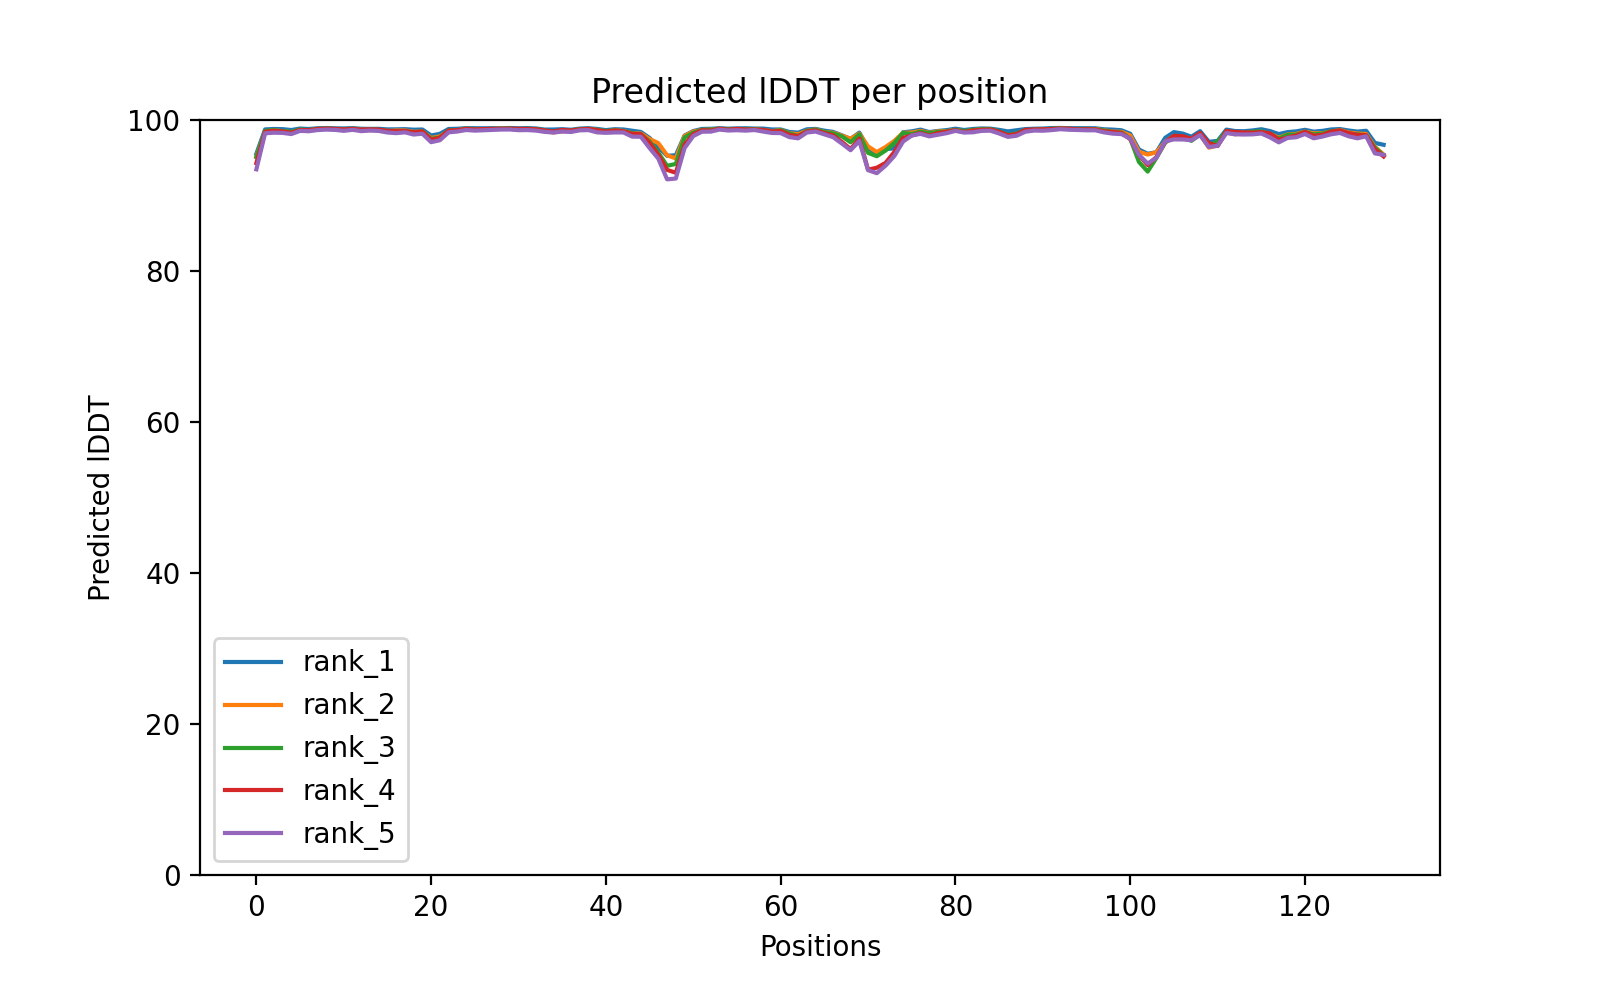 Predicted lDDT per position
100
80
60
40
20
0
Predicted lDDT
rank_1
rank_2
rank_3
rank_4
rank_5
0 20 40 60 80 100 120
Positions